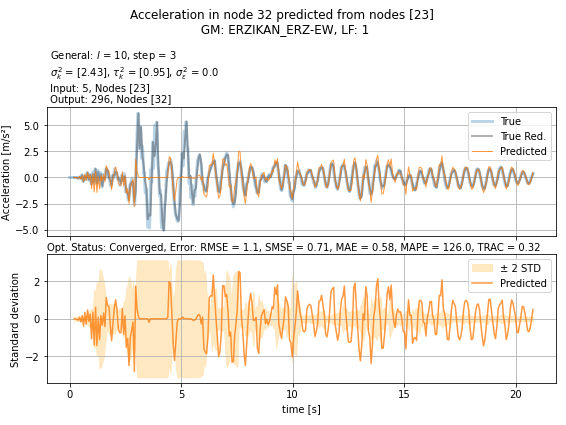 Acceleration in node 32 predicted from nodes [23]
GM: ERZIKAN_ERZ-EW, LF: 1
General: l = 10, step = 3
σ²ₖ = [2.43], τ²ₖ = [0.95], σ²ε = 0.0
Input: 5, Nodes [23]
Output: 296, Nodes [32]
Acceleration [m/s²]
5.0
2.5
0.0
−2.5
−5.0
True
True Red.
Predicted
Opt. Status: Converged, Error: RMSE = 1.1, SMSE = 0.71, MAE = 0.58, MAPE = 126.0, TRAC = 0.32
Standard deviation
2
0
−2
± 2 STD
Predicted
0 5 10 15 20
time [s]